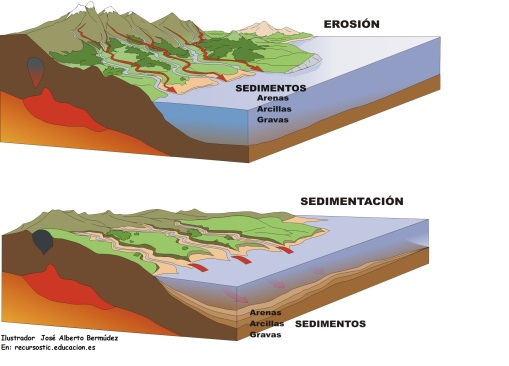 EROSIÓN
SEDIMENTOS
Arenas
Arcillas
Gravas
SEDIMENTACIÓN
Arenas
Arcillas SEDIMENTOS
Gravas
Ilustrador José Alberto Bermúdez
En: recursostic.educacion.es